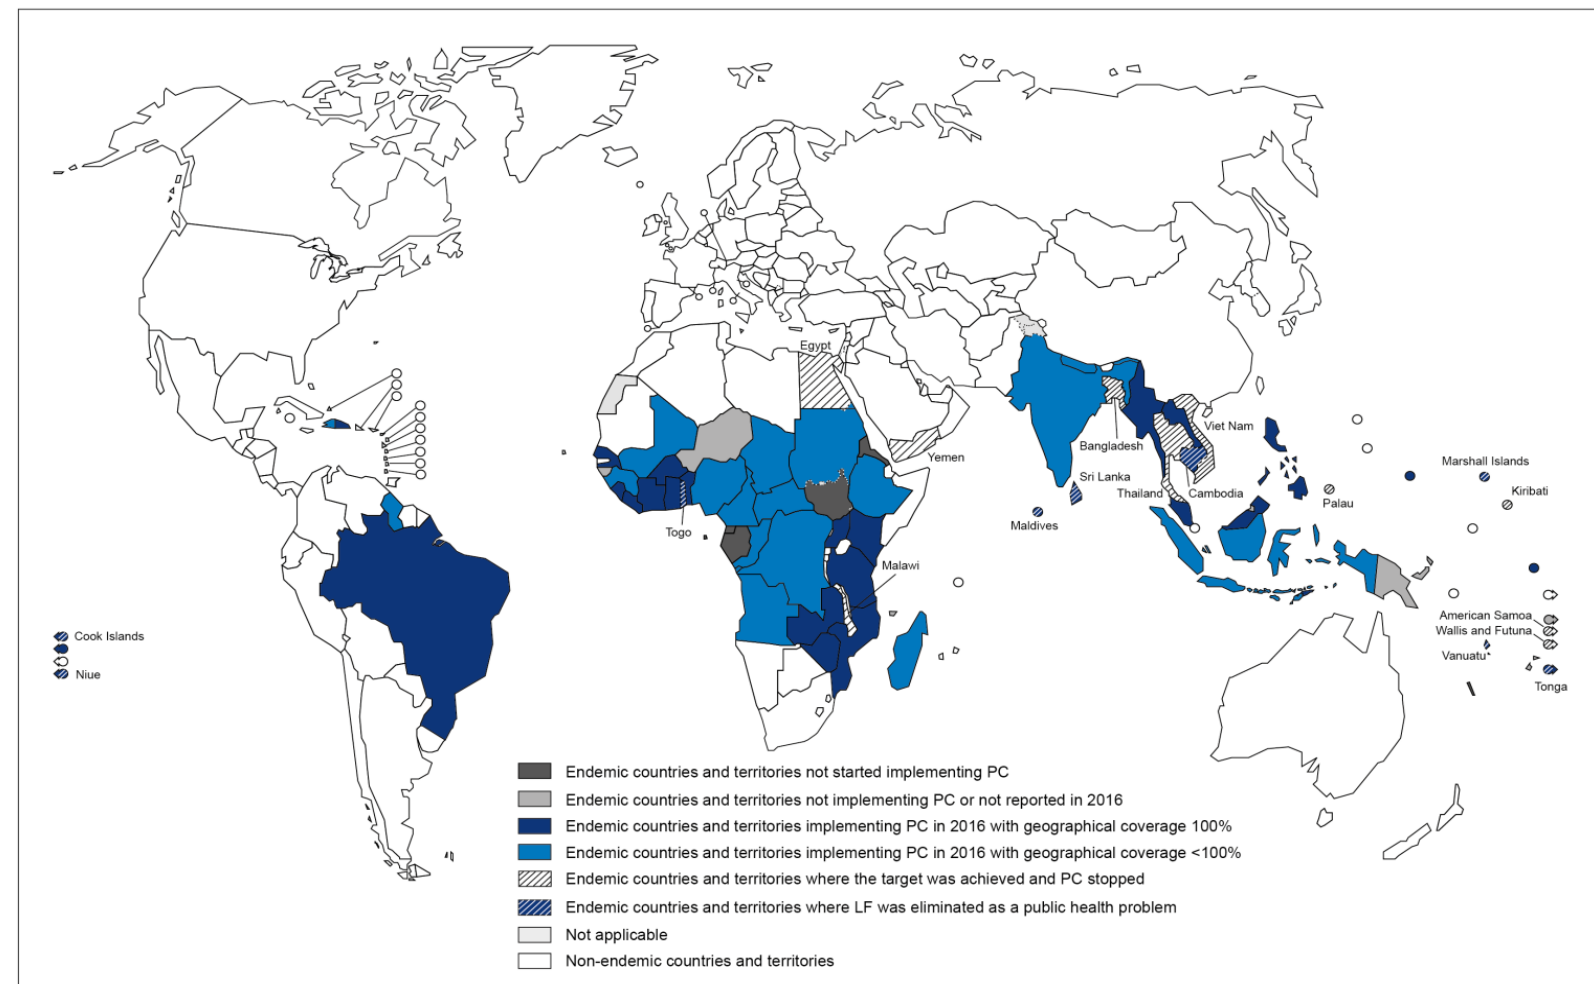 Egypt
Yemen
Togo
Malawi
Bangladesh
Viet Nam
Sri Lanka
Thailand
Cambodia
Maldives
Palau
Marshall Islands
Kiribati
American Samoa
Wallis and Futuna
Vanuatu
Tonga
Cook Islands
Niue
Endemic countries and territories not started implementing PC
Endemic countries and territories not implementing PC or not reported in 2016
Endemic countries and territories implementing PC in 2016 with geographical coverage 100%
Endemic countries and territories implementing PC in 2016 with geographical coverage <100%
Endemic countries and territories where the target was achieved and PC stopped
Endemic countries and territories where LF was eliminated as a public health problem
Not applicable
Non-endemic countries and territories